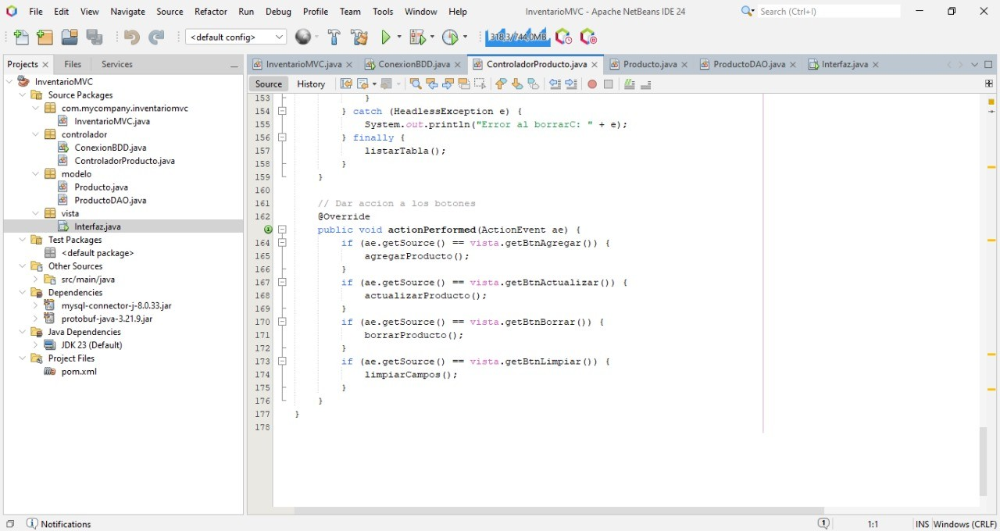 File Edit View Navigate Source Refactor Run Debug Profile Team Tools Window Help InventarioMVC - Apache NetBeans IDE 24 Search (Ctrl+I)
<default config> 318,3/744,0MB
Projects Files Services
InventarioMVC.java ConexionBDD.java ControladorProducto.java Producto.java ProductoDAO.java Interfaz.java
Source History
InventarioMVC
Source Packages
com.mycompany.inventariomvc
InventarioMVC.java
controlador
ConexionBDD.java
ControladorProducto.java
modelo
Producto.java
ProductoDAO.java
vista
Interfaz.java
Test Packages
<default package>
Other Sources
src/main/java
Dependencies
mysql-connector-j-8.0.33.jar
protobuf-java-3.21.9.jar
Java Dependencies
JDK 23 (Default)
Project Files
pom.xml
153 }
154 } catch (HeadlessException e) {
155 System.out.println("Error al borrarC: " + e);
156 } finally {
157 listarTabla();
158 }
159 }
160
161 // Dar accion a los botones
162 @Override
public void actionPerformed(ActionEvent ae) {
164 if (ae.getSource() == vista.getBtnAgregar()) {
165 agregarProducto();
166 }
167 if (ae.getSource() == vista.getBtnActualizar()) {
168 actualizarProducto();
169 }
170 if (ae.getSource() == vista.getBtnBorrar()) {
171 borrarProducto();
172 }
173 if (ae.getSource() == vista.getBtnLimpiar()) {
174 limpiarCampos();
175 }
176 }
177 }
178
Notifications 1 1:1 INS Windows (CRLF)